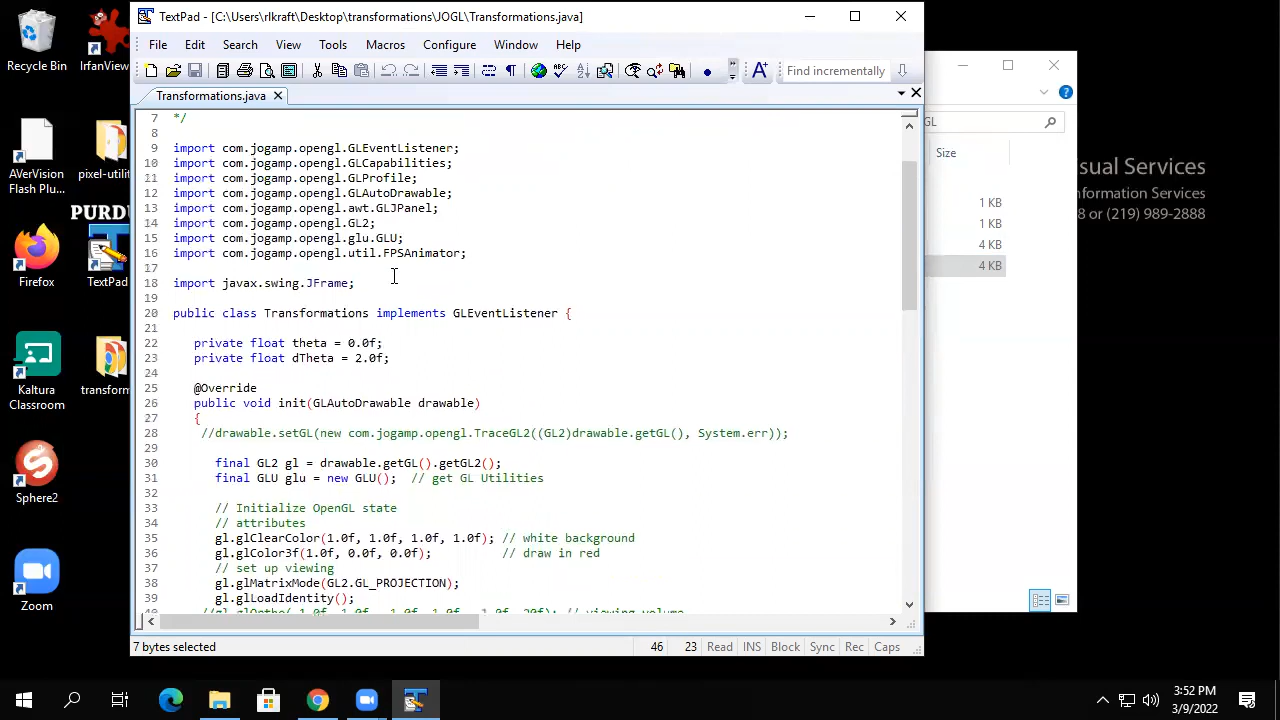 Recycle Bin
IrfanView
AVerVision
Flash Plu...
pixel-utilit
PURDU
Firefox
TextPad
Kaltura
Classroom
transform
Sphere2
Zoom
TextPad - [C:\Users\rlkraft\Desktop\transformations\JOGL\Transformations.java]
File Edit Search View Tools Macros Configure Window Help
Find incrementally
Transformations.java
7 */
8
9 import com.jogamp.opengl.GLEventListener;
10 import com.jogamp.opengl.GLCapabilities;
11 import com.jogamp.opengl.GLProfile;
12 import com.jogamp.opengl.GLAutoDrawable;
13 import com.jogamp.opengl.awt.GLJPanel;
14 import com.jogamp.opengl.GL2;
15 import com.jogamp.opengl.glu.GLU;
16 import com.jogamp.opengl.util.FPSAnimator;
17
18 import javax.swing.JFrame;
19
20 public class Transformations implements GLEventListener {
21
22 private float theta = 0.0f;
23 private float dTheta = 2.0f;
24
25 @Override
26 public void init(GLAutoDrawable drawable)
27 {
28 //drawable.setGL(new com.jogamp.opengl.TraceGL2((GL2)drawable.getGL(), System.err));
29
30 final GL2 gl = drawable.getGL().getGL2();
31 final GLU glu = new GLU(); // get GL Utilities
32
33 // Initialize OpenGL state
34 // attributes
35 gl.glClearColor(1.0f, 1.0f, 1.0f, 1.0f); // white background
36 gl.glColor3f(1.0f, 0.0f, 0.0f); // draw in red
37 // set up viewing
38 gl.glMatrixMode(GL2.GL_PROJECTION);
39 gl.glLoadIdentity();
7 bytes selected 46 23 Read INS Block Sync Rec Caps
GL
Size
1 KB
1 KB
4 KB
4 KB
isual Services
nformation Services
8 or (219) 989-2888
3:52 PM
3/9/2022